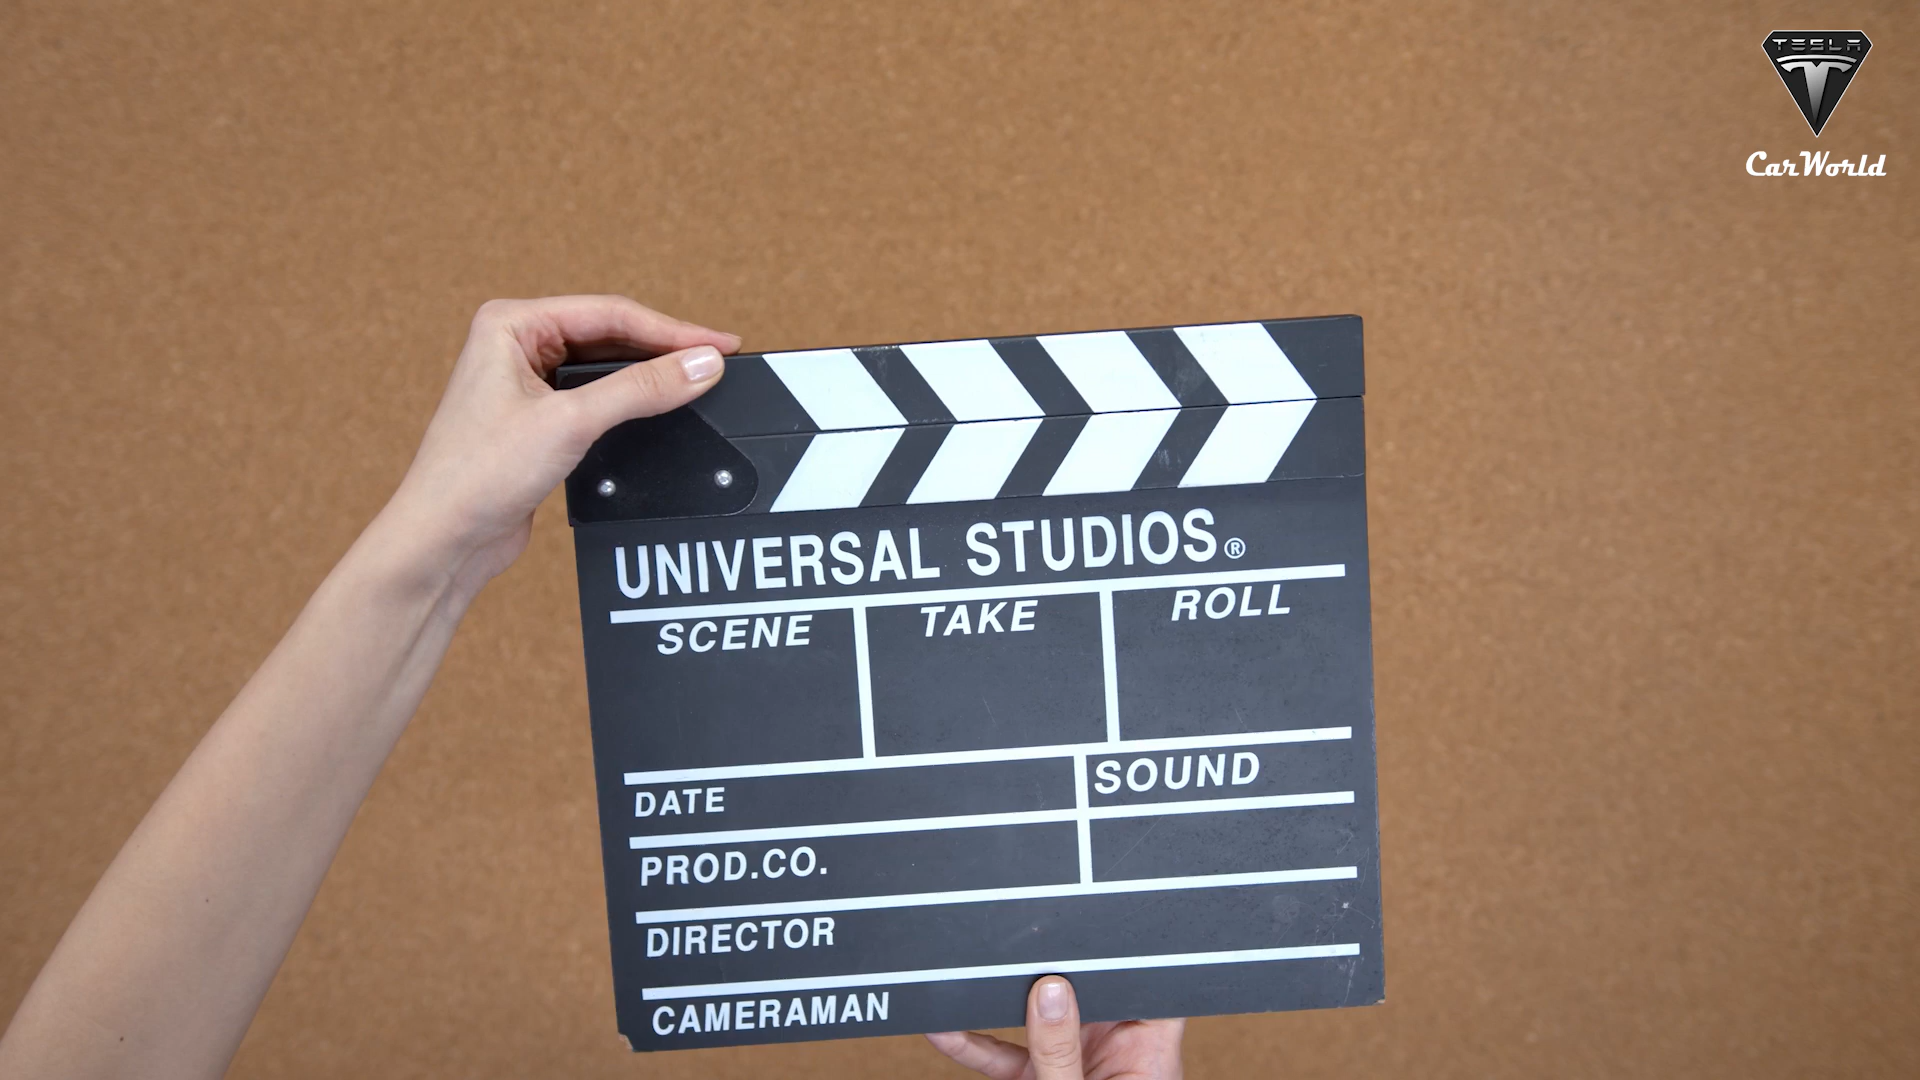 TESLA
CarWorld
UNIVERSAL STUDIOS®
SCENE TAKE ROLL
DATE SOUND
PROD.CO.
DIRECTOR
CAMERAMAN